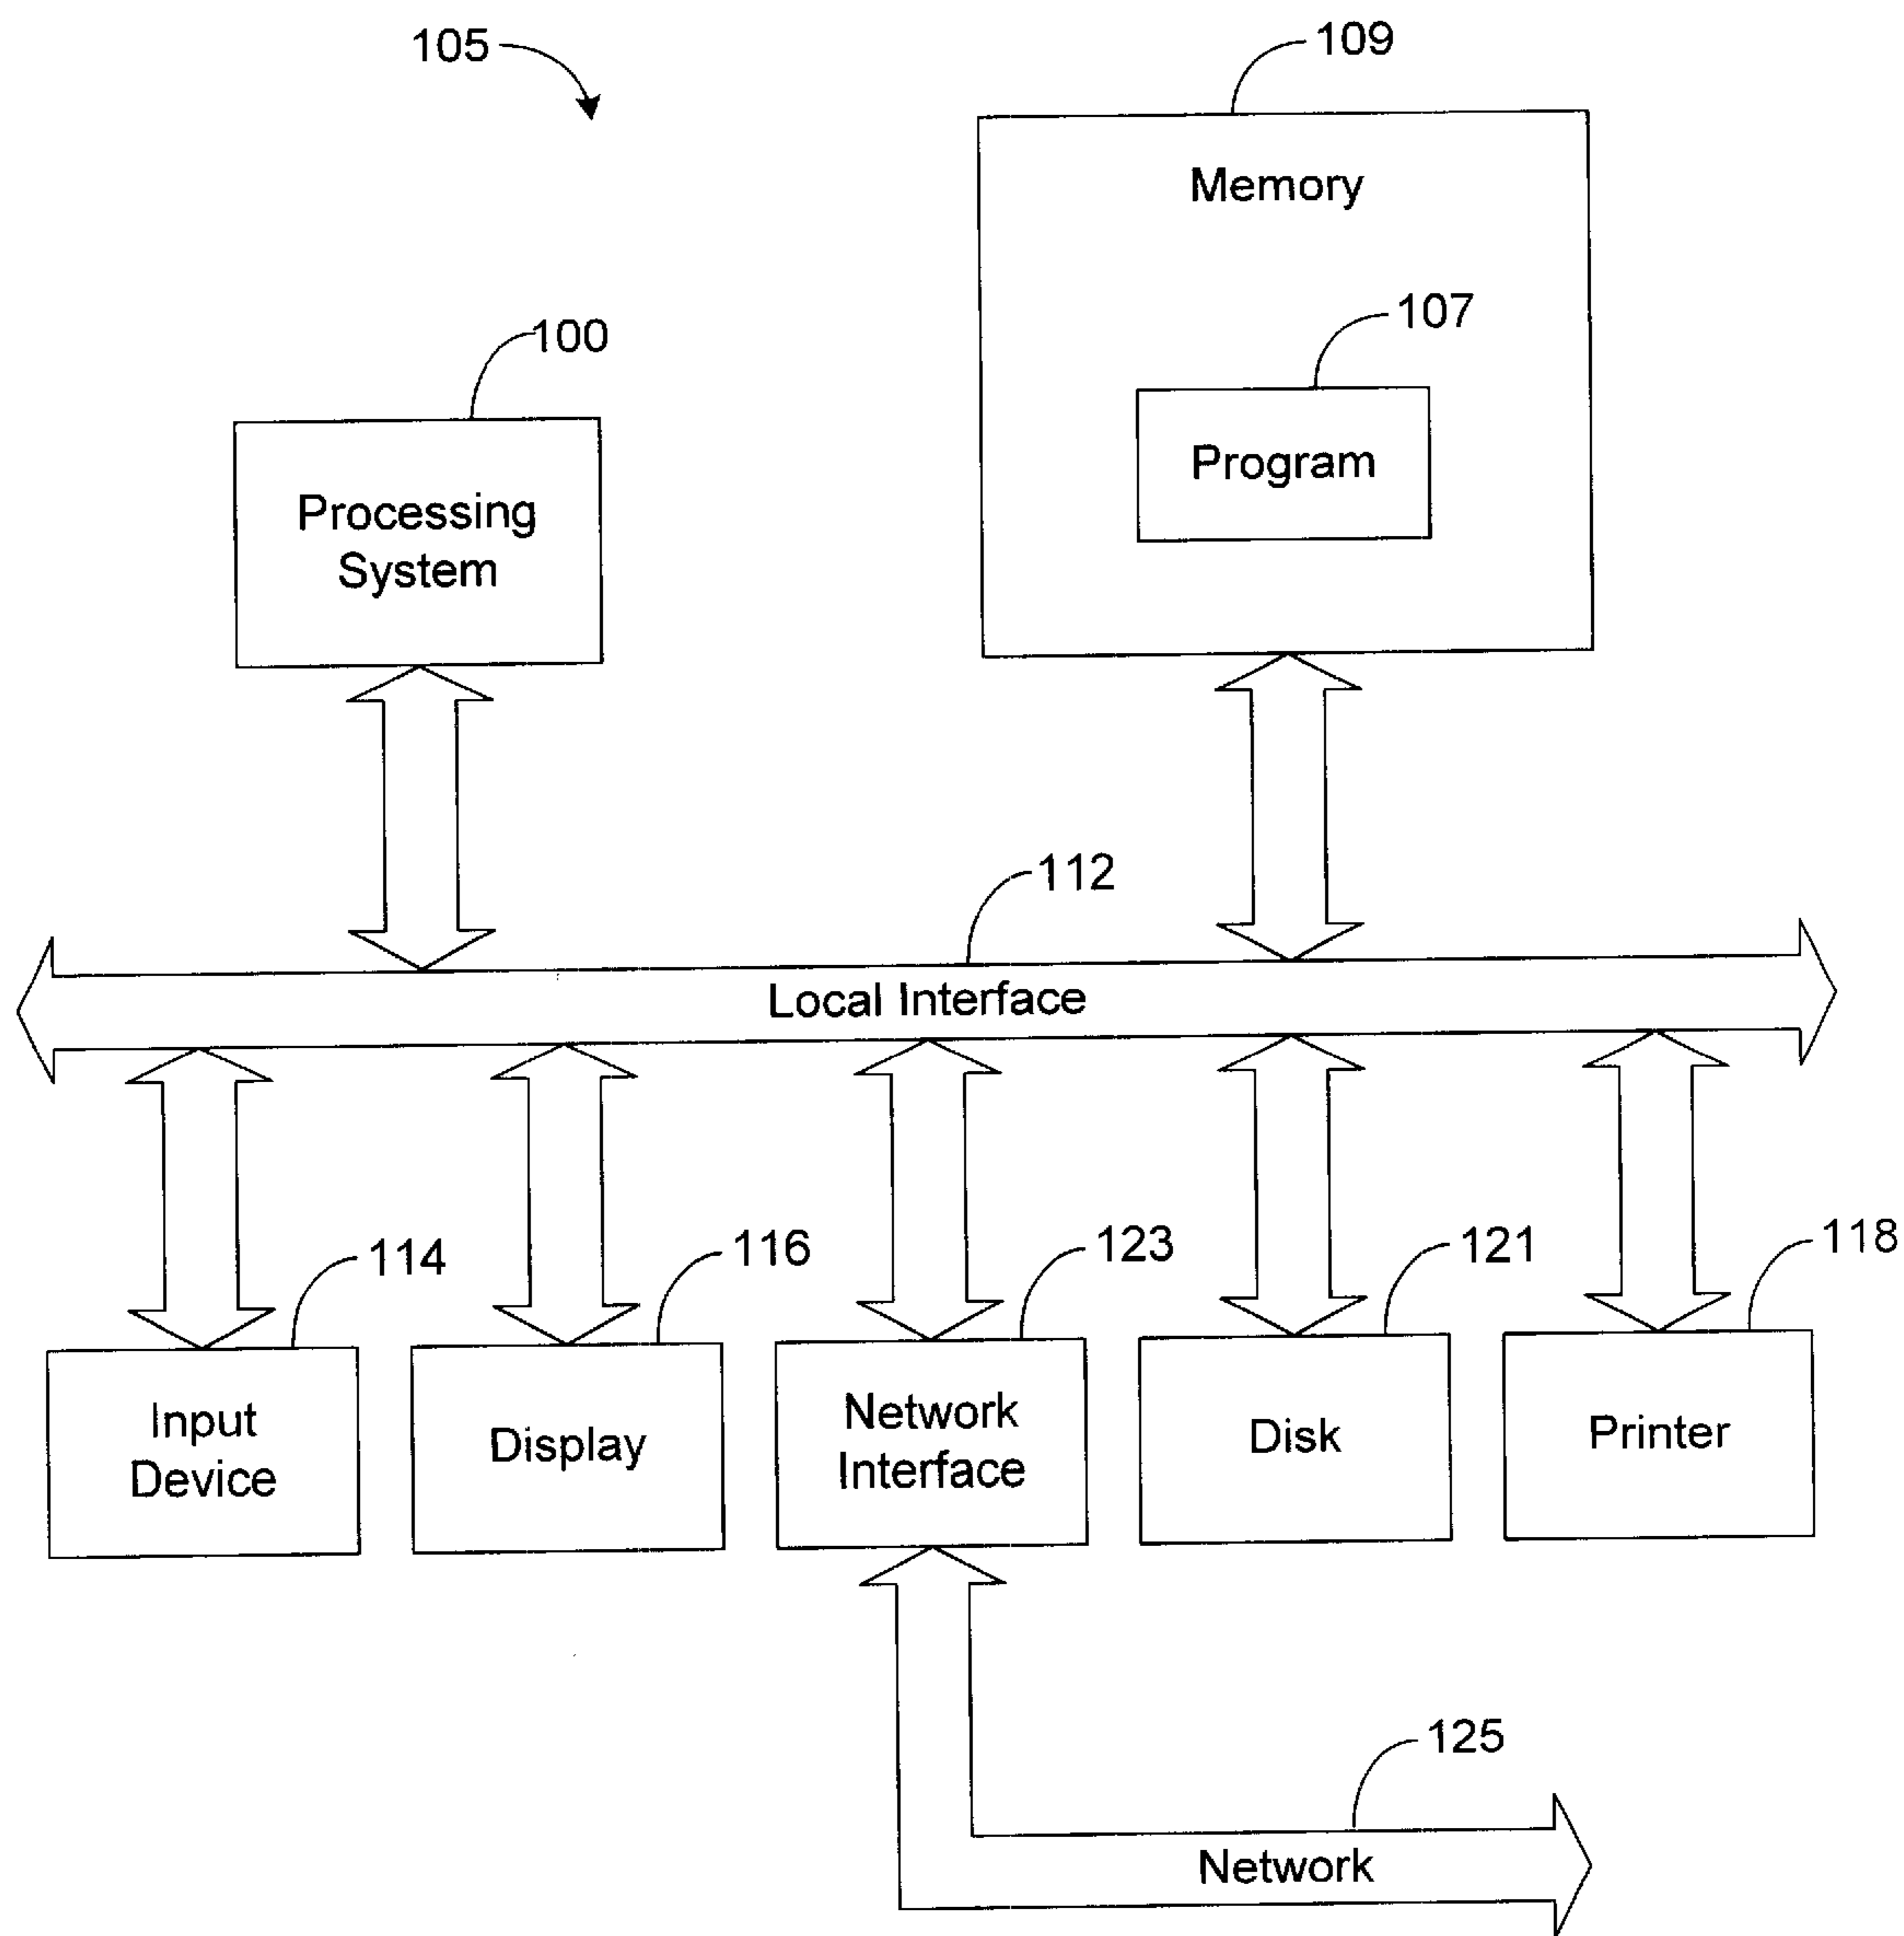 105
109
Memory
107
Program
100
Processing
System
112
Local Interface
114
116
123
121
118
Input
Device
Display
Network
Interface
Disk
Printer
125
Network